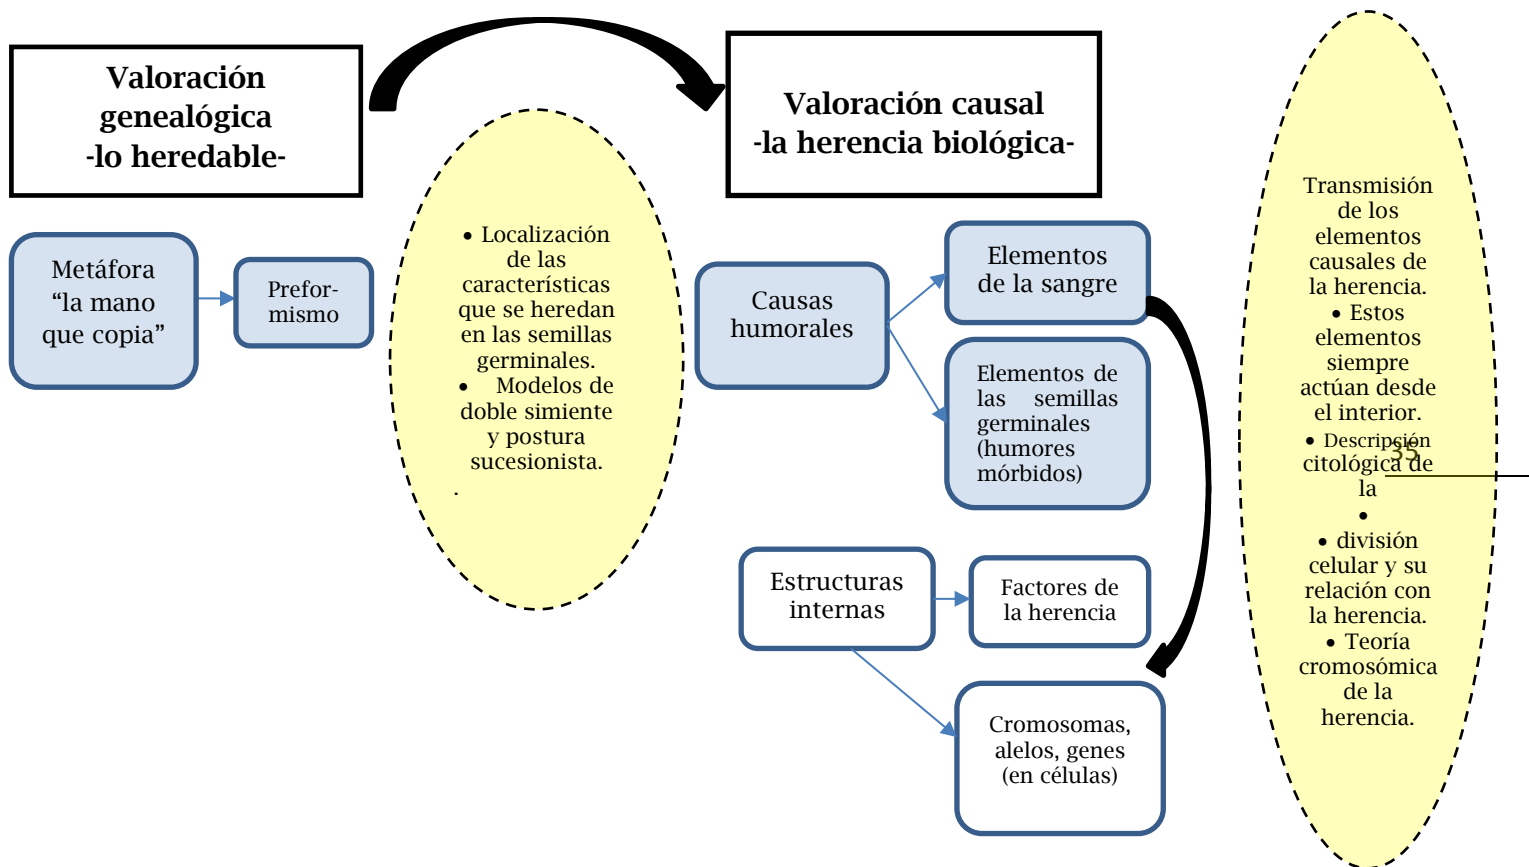 Valoración
genealógica
-lo heredable-
Valoración causal
-la herencia biológica-
Metáfora
“la mano
que copia”
Prefor-
mismo
• Localización
de las
características
que se heredan
en las semillas
germinales.
• Modelos de
doble simiente
y postura
sucesionista.
.
Causas
humorales
Elementos
de la sangre
Elementos de
las semillas
germinales
(humores
mórbidos)
Estructuras
internas
Factores de
la herencia
Cromosomas,
alelos, genes
(en células)
Transmisión
de los
elementos
causales de
la herencia.
• Estos
elementos
siempre
actúan desde
el interior.
• Descripción
citológica de
la
•
• división
celular y su
relación con
la herencia.
• Teoría
cromosómica
de la
herencia.
35